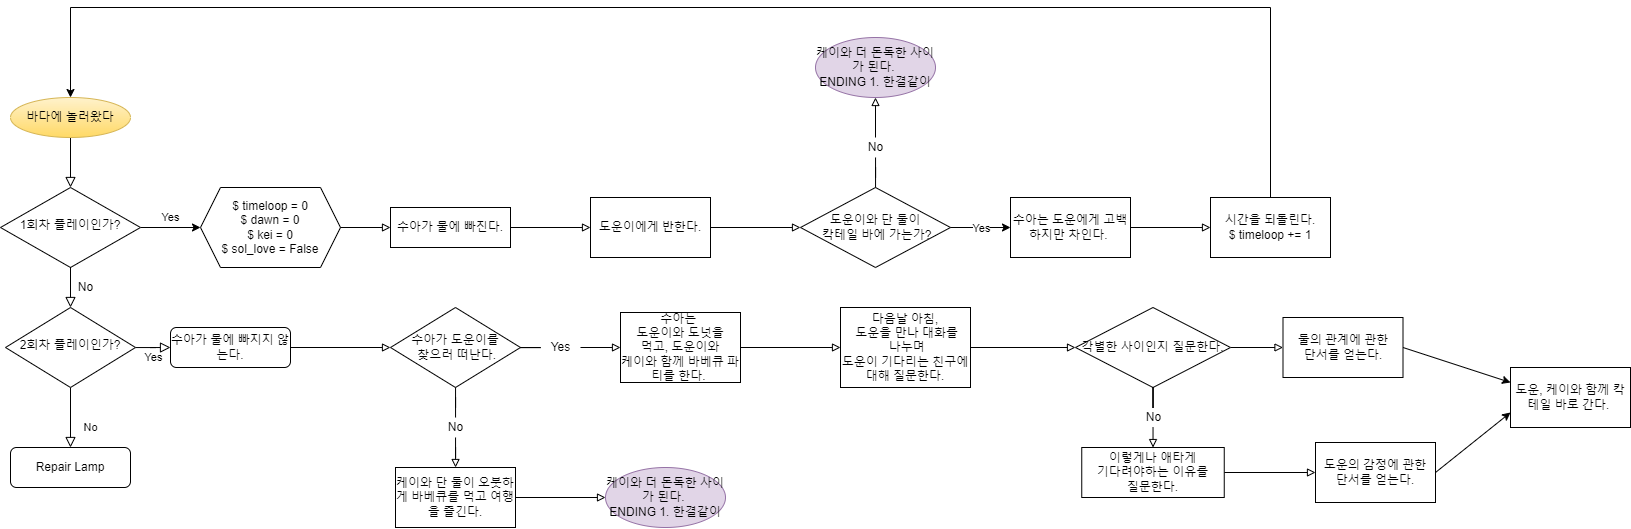 케이와 더 돈독한 사이
가 된다.
ENDING 1. 한결같이
바다에 놀러왔다
No
1회차 플레이인가?
Yes
$ timeloop = 0
$ dawn = 0
$ kei = 0
$ sol_love = False
수아가 물에 빠진다.
도운이에게 반한다.
도운이와 단 둘이
칵테일 바에 가는가?
Yes
수아는 도운에게 고백
하지만 차인다.
시간을 되돌린다.
$ timeloop += 1
No
2회차 플레이인가?
Yes
수아가 물에 빠지지 않
는다.
수아가 도운이를
찾으러 떠난다.
Yes
수아는
도운이와 도넛을
먹고, 도운이와
케이와 함께 바베큐 파
티를 한다.
다음날 아침,
도운을 만나 대화를
나누며
도운이 기다리는 친구에
대해 질문한다.
각별한 사이인지 질문한다.
둘의 관계에 관한
단서를 얻는다.
도운, 케이와 함께 칵
테일 바로 간다.
No
No
No
Repair Lamp
케이와 단 둘이 오붓하
게 바베큐를 먹고 여행
을 즐긴다.
케이와 더 돈독한 사이
가 된다.
ENDING 1. 한결같이
이렇게나 애타게
기다려야하는 이유를
질문한다.
도운의 감정에 관한
단서를 얻는다.